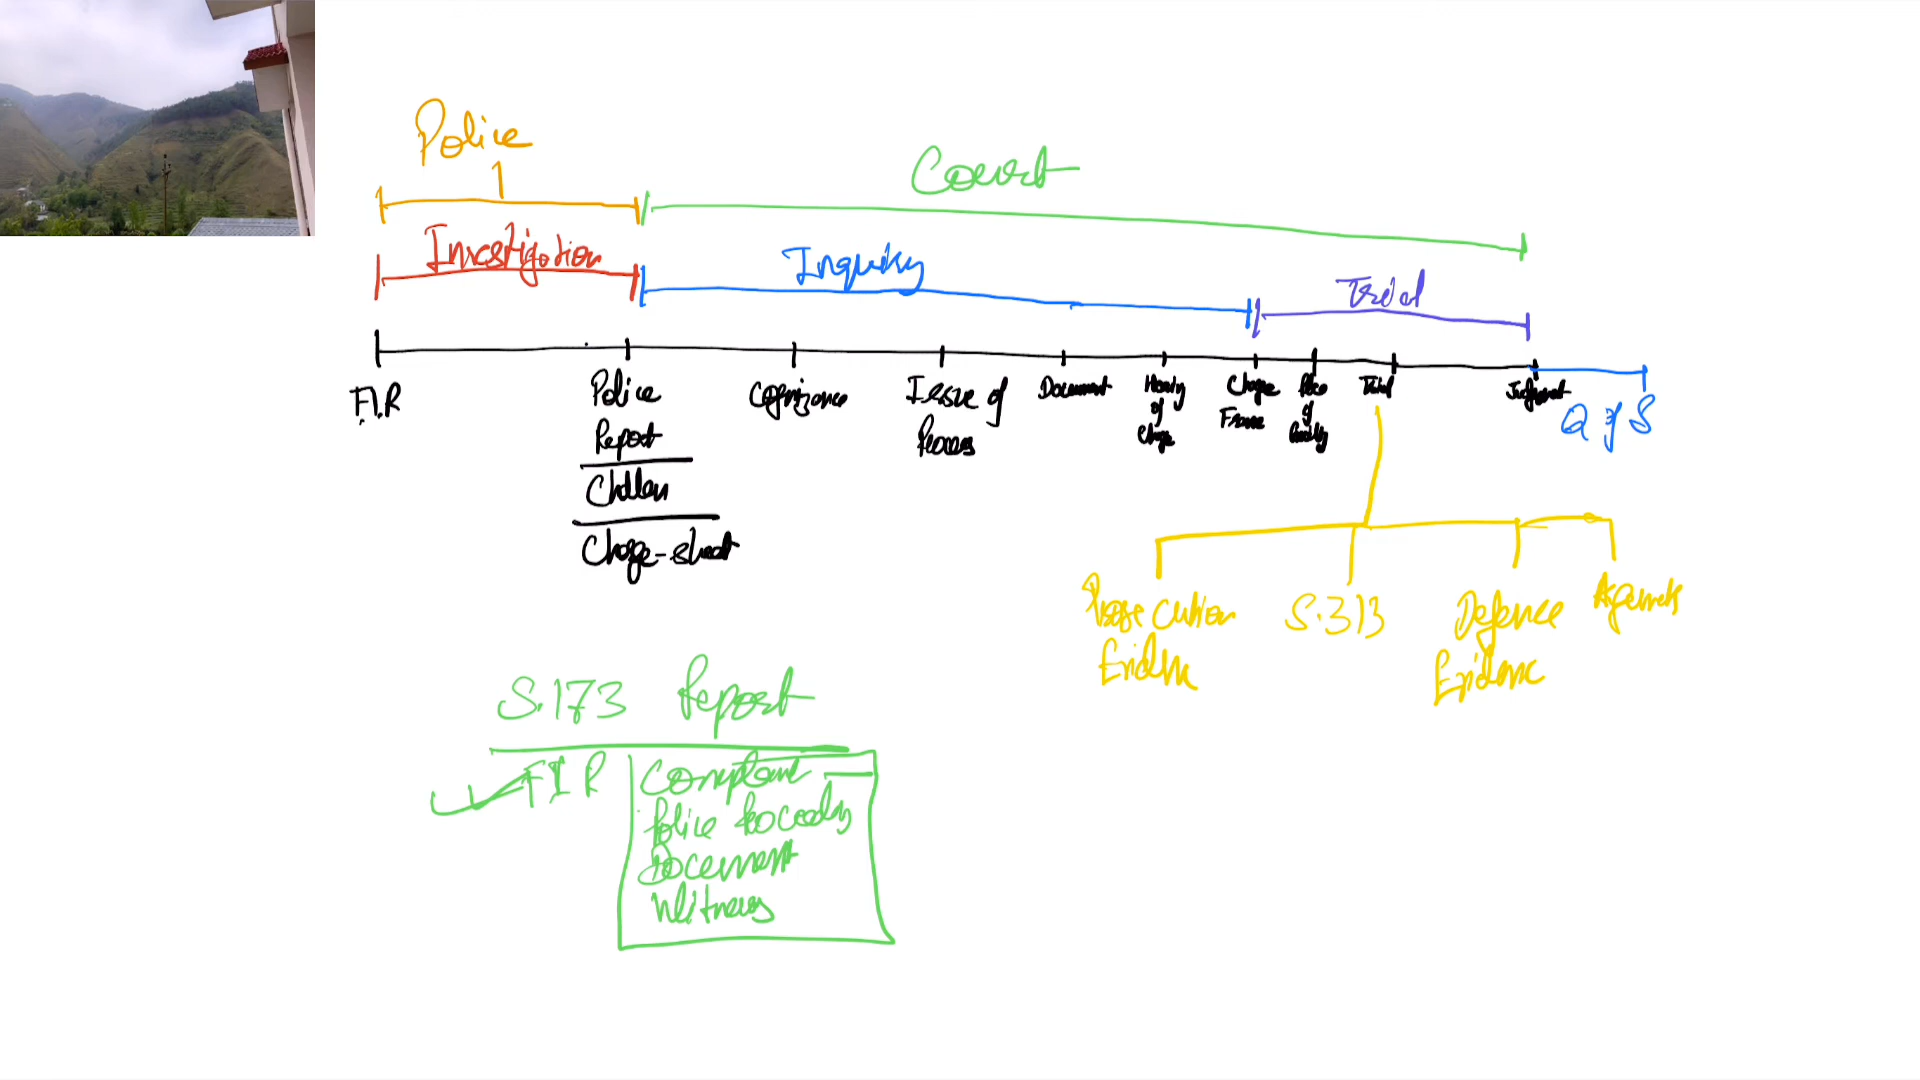 Police
Court
Investigation
Inquiry
Trial
F.I.R
Police
Report
Challan
Charge-sheet
Cognizance
Issue of
Process
Document
Hearing
of
Charge
Charge
Frame
Plea
of
Guilty
Trial
Judgment
Q of S
Prosecution
Evidence
S.313
Defence
Evidence
Arguments
S.173 Report
FIR
Complaint
Police Proceeding
Document
Witness